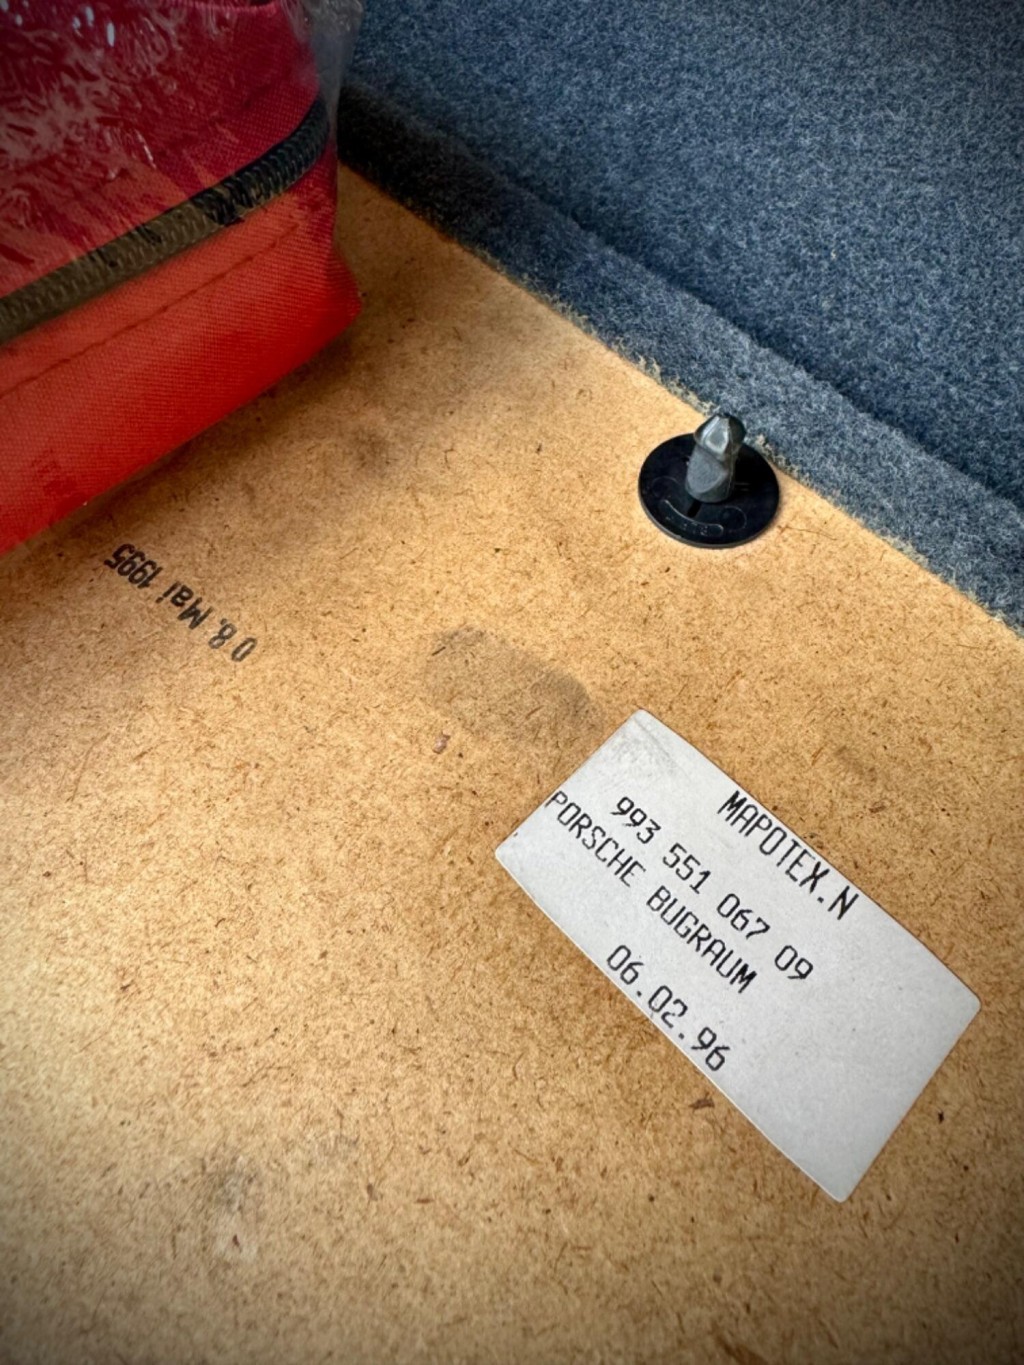 08. Mai 1995
MAPOTEX.N
993 551 067 09
PORSCHE BUGRAUM
06.02.96